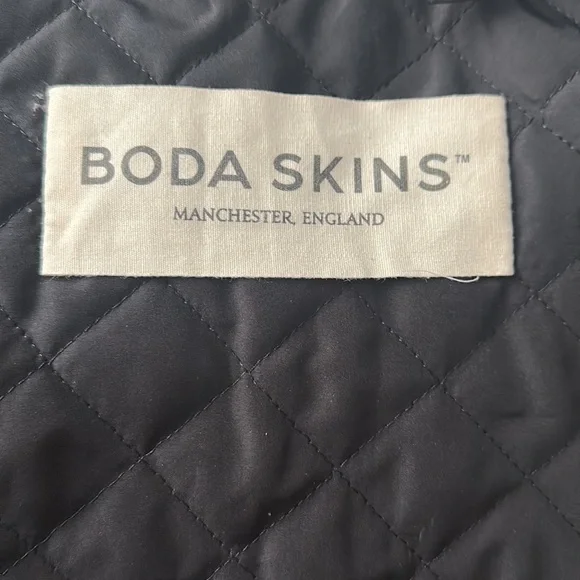 BODA SKINS™
MANCHESTER, ENGLAND